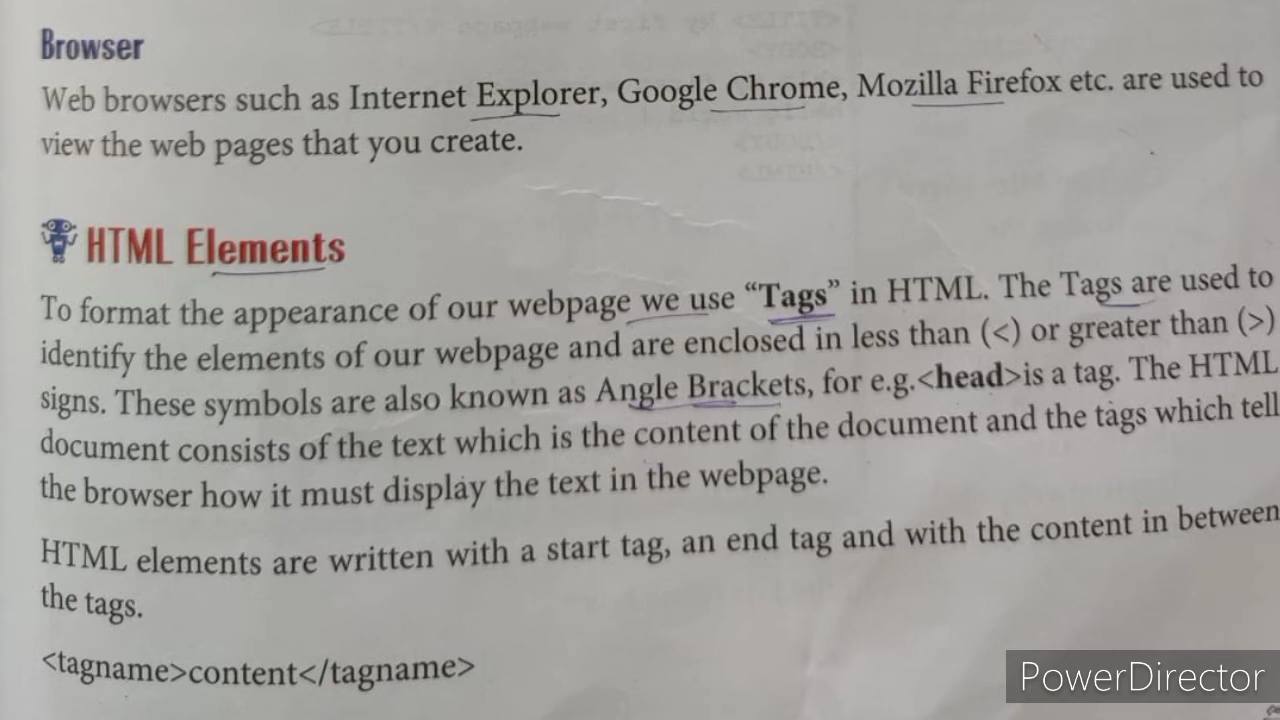 Browser
Web browsers such as Internet Explorer, Google Chrome, Mozilla Firefox etc. are used to
view the web pages that you create.
HTML Elements
To format the appearance of our webpage we use “Tags” in HTML. The Tags are used to
identify the elements of our webpage and are enclosed in less than (<) or greater than (>)
signs. These symbols are also known as Angle Brackets, for e.g.<head>is a tag. The HTML
document consists of the text which is the content of the document and the tags which tell
the browser how it must display the text in the webpage.
HTML elements are written with a start tag, an end tag and with the content in between
the tags.
<tagname>content</tagname>
PowerDirector